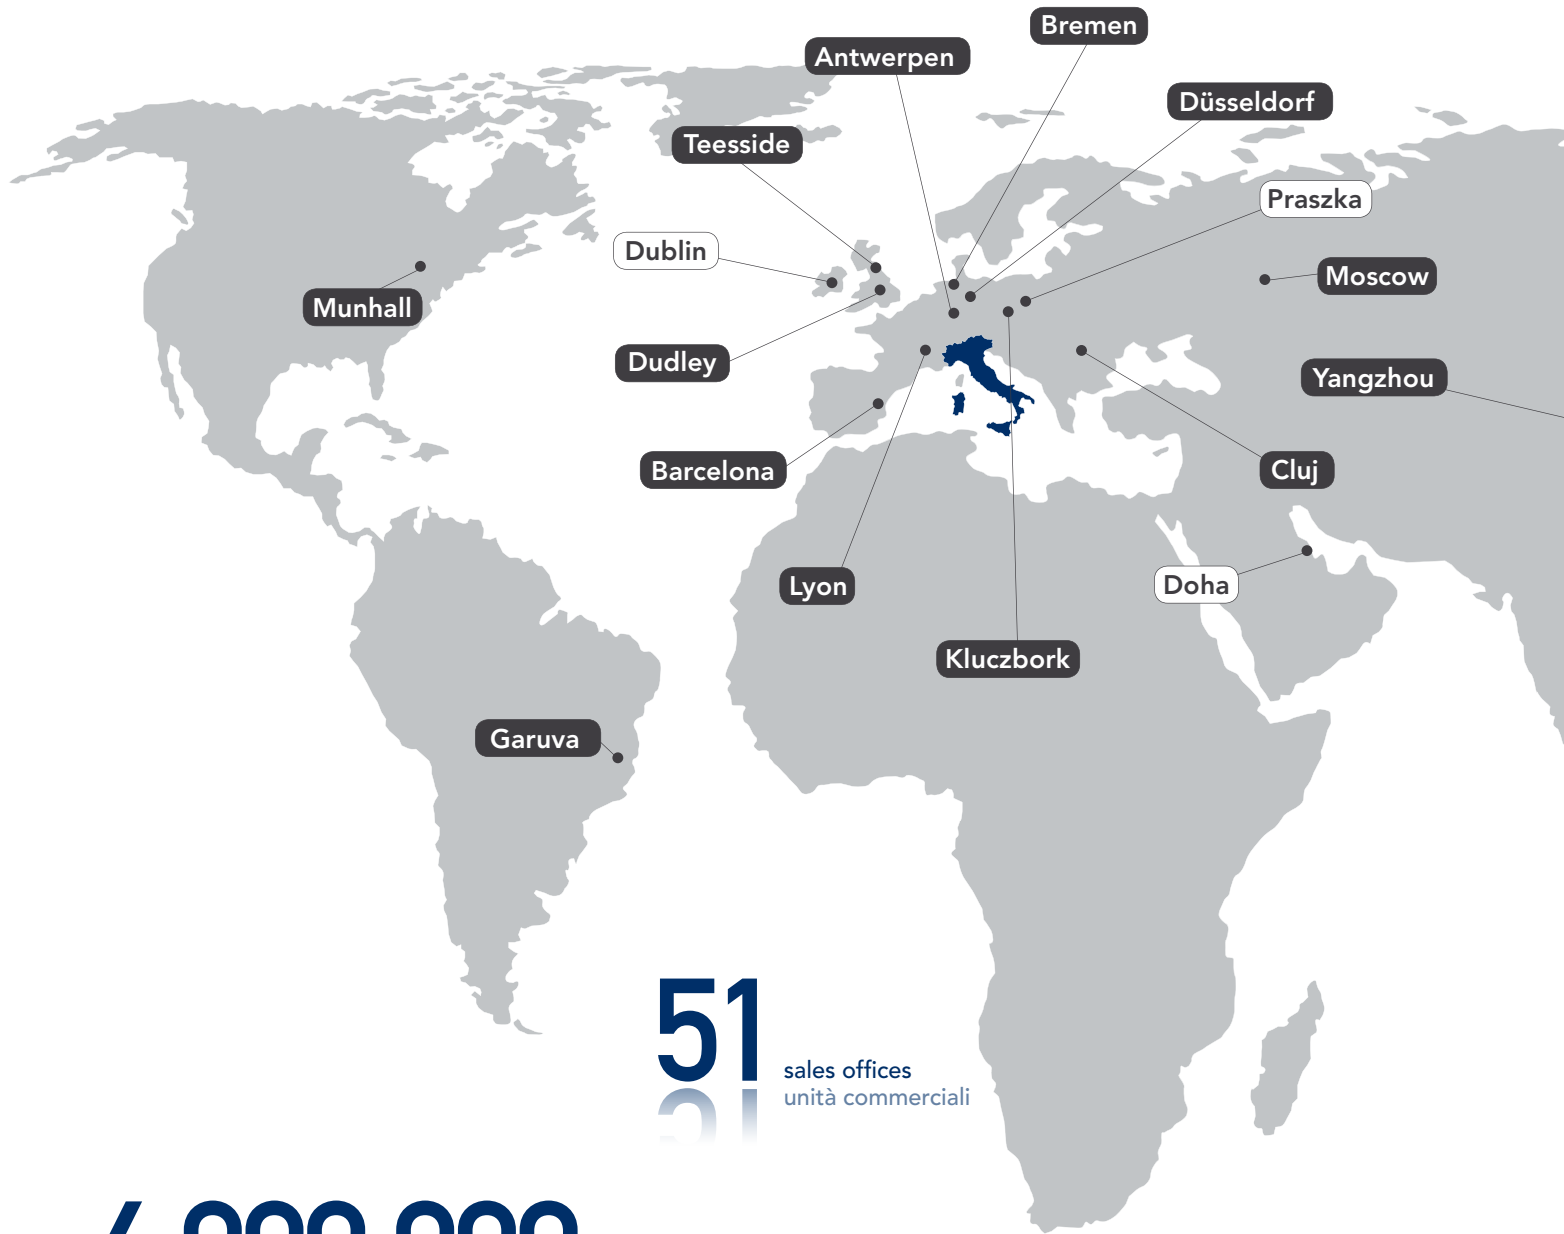 Bremen
Antwerpen
Düsseldorf
Teesside
Praszka
Dublin
Moscow
Munhall
Dudley
Yangzhou
Barcelona
Cluj
Lyon
Doha
Kluczbork
Garuva
51
sales offices
unità commerciali